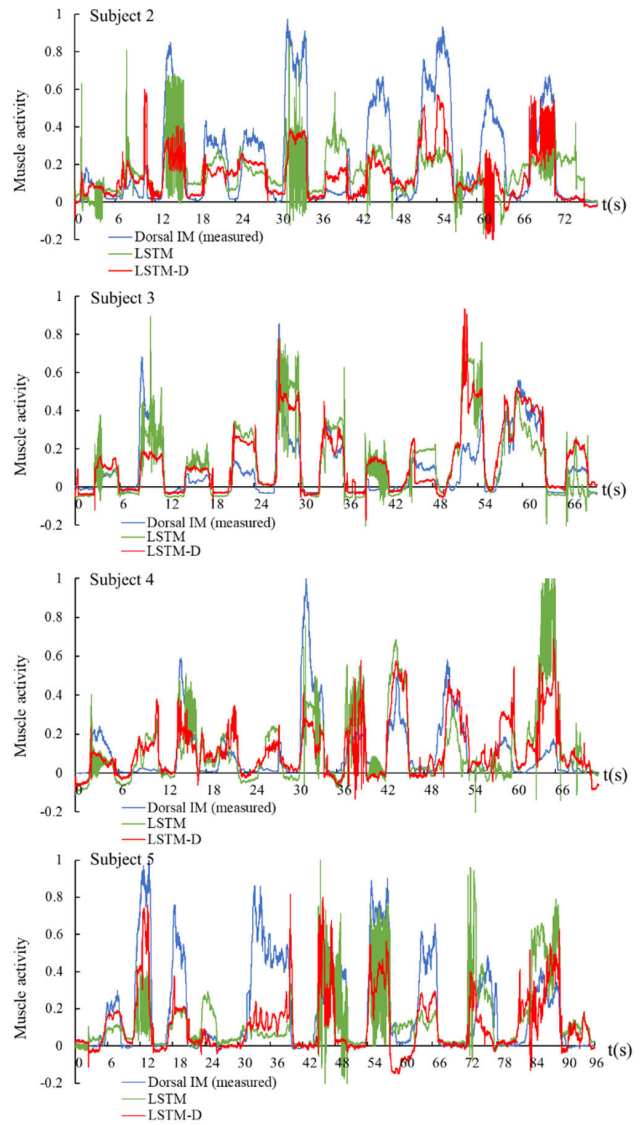 Subject 2
Muscle activity
1
0.8
0.6
0.4
0.2
0
-0.2
0 6 12 18 24 30 36 42 48 54 60 66 72 t(s)
Dorsal IM (measured)
LSTM
LSTM-D
Subject 3
Muscle activity
1
0.8
0.6
0.4
0.2
0
-0.2
0 6 12 18 24 30 36 42 48 54 60 t(s)
Dorsal IM (measured)
LSTM
LSTM-D
Subject 4
Muscle activity
1
0.8
0.6
0.4
0.2
0
-0.2
0 6 12 18 24 30 36 42 48 54 60 66 t(s)
Dorsal IM (measured)
LSTM
LSTM-D
Subject 5
Muscle activity
1
0.8
0.6
0.4
0.2
0
-0.2
0 6 12 18 24 30 36 42 48 54 60 66 72 78 84 90 96 t(s)
Dorsal IM (measured)
LSTM
LSTM-D